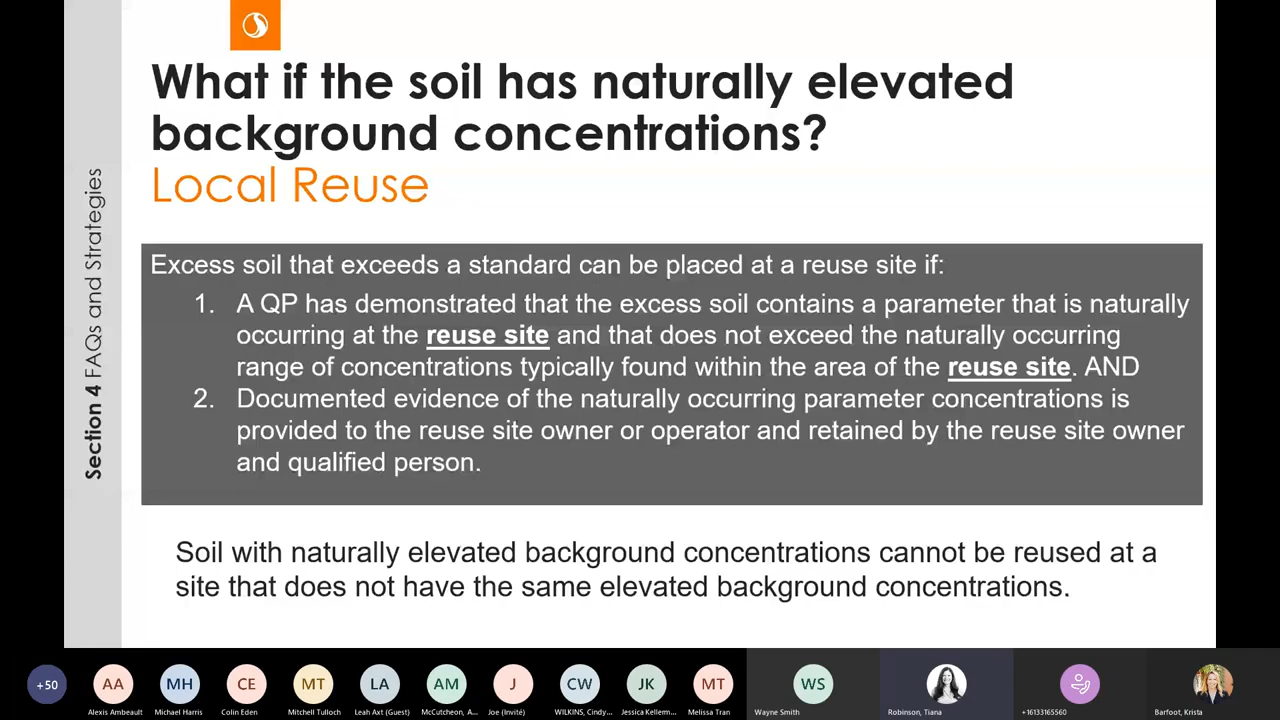 What if the soil has naturally elevated
background concentrations?
Local Reuse
Section 4 FAQs and Strategies
Excess soil that exceeds a standard can be placed at a reuse site if:
1. A QP has demonstrated that the excess soil contains a parameter that is naturally
occurring at the reuse site and that does not exceed the naturally occurring
range of concentrations typically found within the area of the reuse site. AND
2. Documented evidence of the naturally occurring parameter concentrations is
provided to the reuse site owner or operator and retained by the reuse site owner
and qualified person.
Soil with naturally elevated background concentrations cannot be reused at a
site that does not have the same elevated background concentrations.
+50 AA MH CE MT LA AM J CW JK MT WS
Alexis Ambeault Michael Harris Colin Eden Mitchell Tulloch Leah Axt (Guest) McCutcheon, A... Joe (Invité) WILKINS, Cindy... Jessica Kellem... Melissa Tran Wayne Smith Robinson, Tiana +16133165560 Barfoot, Krista